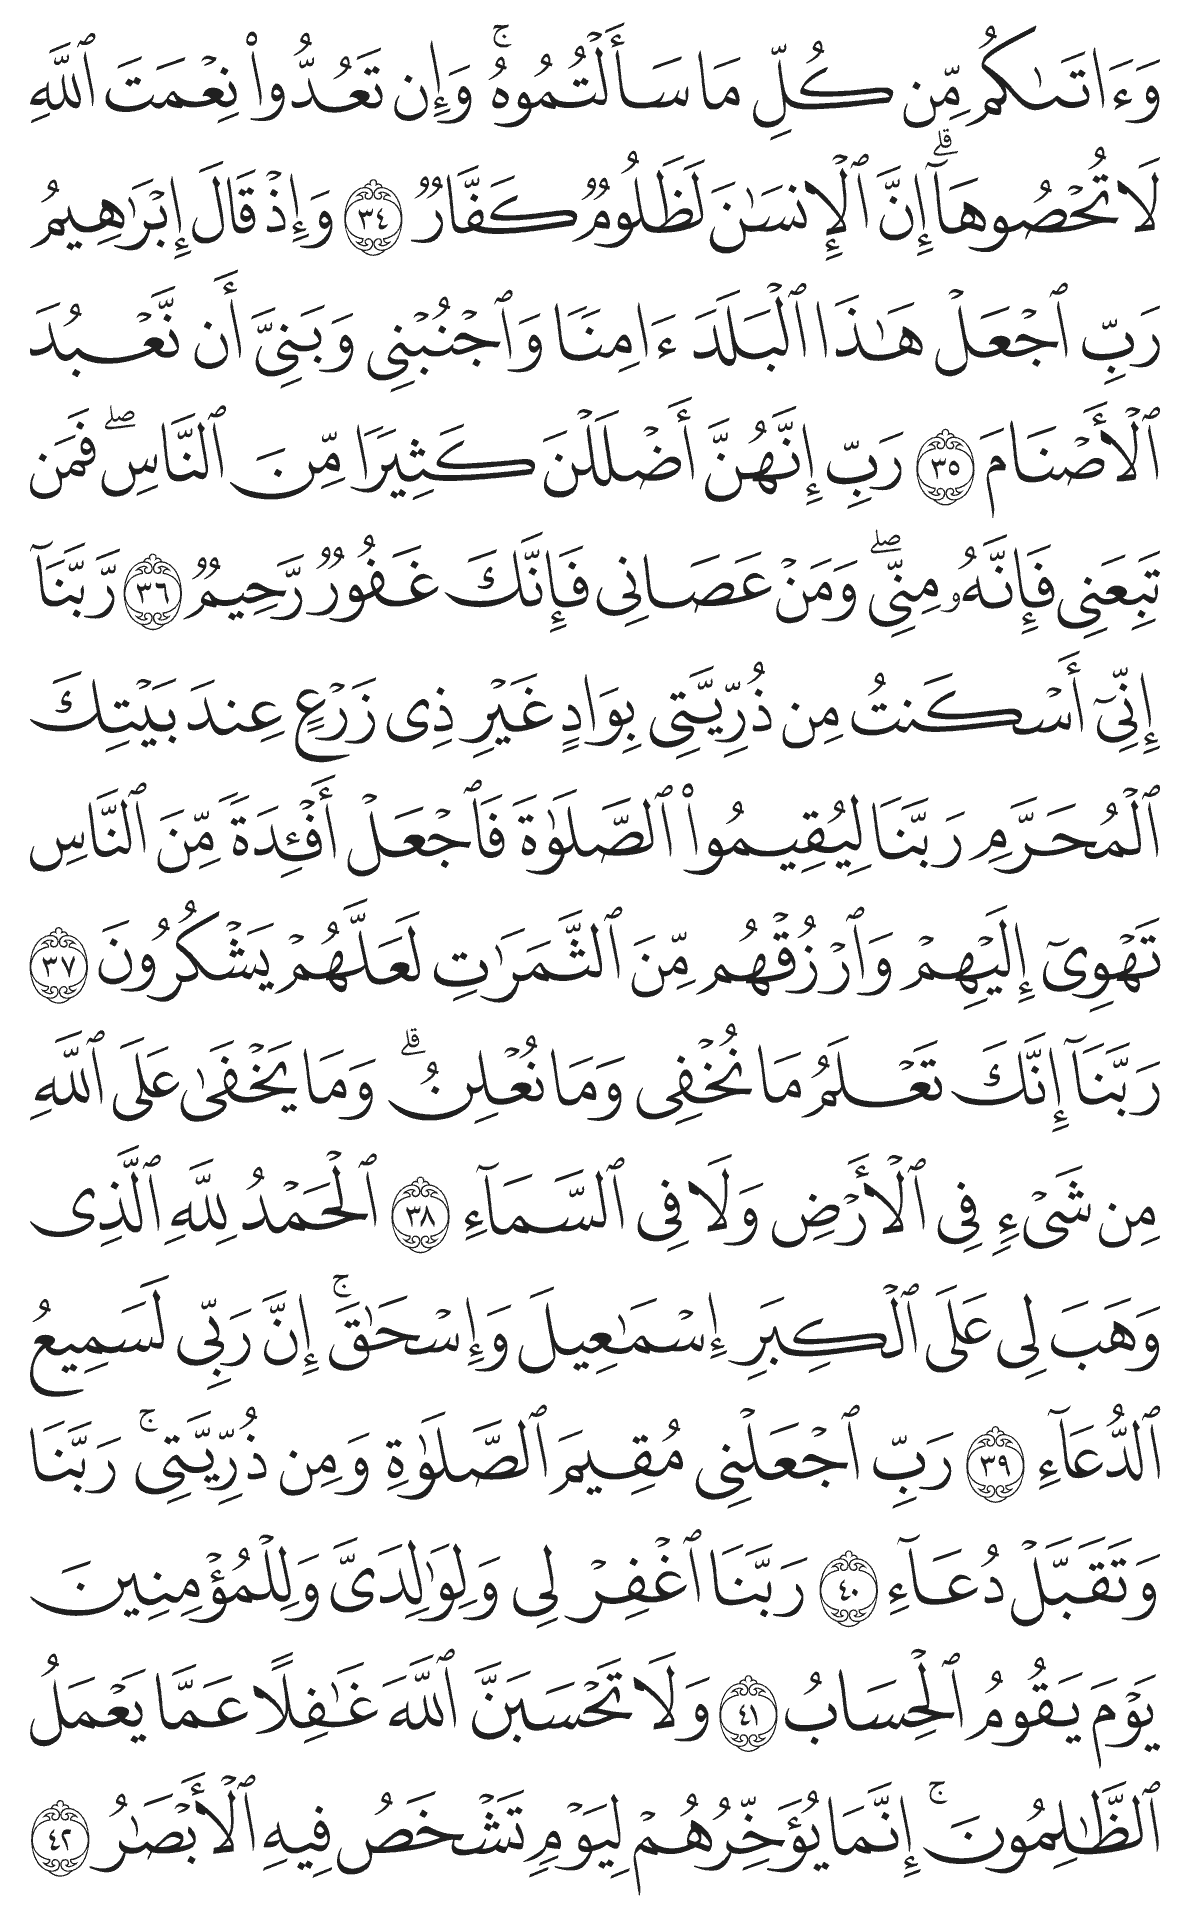 وَءَاتَىٰكُم مِّن كُلِّ مَا سَأَلْتُمُوهُۚ وَإِن تَعُدُّوا۟ نِعْمَتَ ٱللَّهِ
لَا تُحْصُوهَآۗ إِنَّ ٱلْإِنسَٰنَ لَظَلُومٌ كَفَّارٌ ٣٤ وَإِذْ قَالَ إِبْرَٰهِيمُ
رَبِّ ٱجْعَلْ هَٰذَا ٱلْبَلَدَ ءَامِنًا وَٱجْنُبْنِى وَبَنِىَّ أَن نَّعْبُدَ
ٱلْأَصْنَامَ ٣٥ رَبِّ إِنَّهُنَّ أَضْلَلْنَ كَثِيرًا مِّنَ ٱلنَّاسِۖ فَمَن
تَبِعَنِى فَإِنَّهُۥ مِنِّىۖ وَمَنْ عَصَانِى فَإِنَّكَ غَفُورٌ رَّحِيمٌ ٣٦ رَّبَّنَآ
إِنِّىٓ أَسْكَنتُ مِن ذُرِّيَّتِى بِوَادٍ غَيْرِ ذِى زَرْعٍ عِندَ بَيْتِكَ
ٱلْمُحَرَّمِ رَبَّنَا لِيُقِيمُوا۟ ٱلصَّلَوٰةَ فَٱجْعَلْ أَفْـِٔدَةً مِّنَ ٱلنَّاسِ
تَهْوِىٓ إِلَيْهِمْ وَٱرْزُقْهُم مِّنَ ٱلثَّمَرَٰتِ لَعَلَّهُمْ يَشْكُرُونَ ٣٧
رَبَّنَآ إِنَّكَ تَعْلَمُ مَا نُخْفِى وَمَا نُعْلِنُۗ وَمَا يَخْفَىٰ عَلَى ٱللَّهِ
مِن شَىْءٍ فِى ٱلْأَرْضِ وَلَا فِى ٱلسَّمَآءِ ٣٨ ٱلْحَمْدُ لِلَّهِ ٱلَّذِى
وَهَبَ لِى عَلَى ٱلْكِبَرِ إِسْمَٰعِيلَ وَإِسْحَٰقَۚ إِنَّ رَبِّى لَسَمِيعُ
ٱلدُّعَآءِ ٣٩ رَبِّ ٱجْعَلْنِى مُقِيمَ ٱلصَّلَوٰةِ وَمِن ذُرِّيَّتِىۚ رَبَّنَا
وَتَقَبَّلْ دُعَآءِ ٤٠ رَبَّنَا ٱغْفِرْ لِى وَلِوَٰلِدَىَّ وَلِلْمُؤْمِنِينَ
يَوْمَ يَقُومُ ٱلْحِسَابُ ٤١ وَلَا تَحْسَبَنَّ ٱللَّهَ غَٰفِلًا عَمَّا يَعْمَلُ
ٱلظَّٰلِمُونَۚ إِنَّمَا يُؤَخِّرُهُمْ لِيَوْمٍ تَشْخَصُ فِيهِ ٱلْأَبْصَٰرُ ٤٢